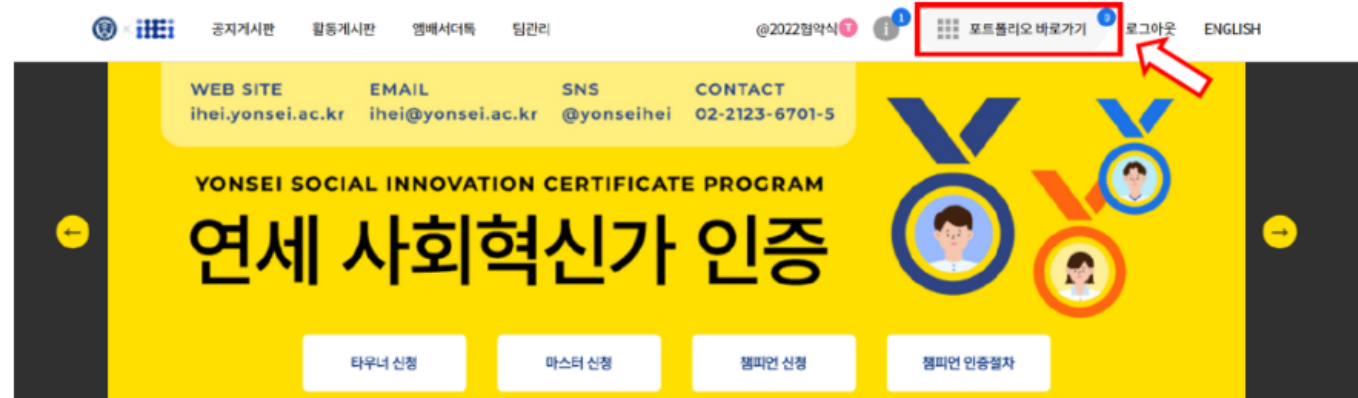 × iHEi 공지게시판 활동게시판 엠배서더톡 팀관리 @2022협약식 T i 1 포트폴리오 바로가기 0 로그아웃 ENGLISH
WEB SITE EMAIL SNS CONTACT
ihei.yonsei.ac.kr ihei@yonsei.ac.kr @yonseihei 02-2123-6701-5
YONSEI SOCIAL INNOVATION CERTIFICATE PROGRAM
연세 사회혁신가 인증
← →
타우너 신청 마스터 신청 챔피언 신청 챔피언 인증절차